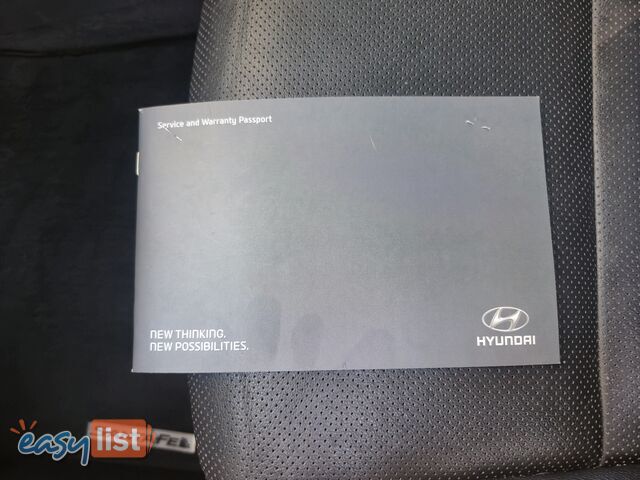 Service and Warranty Passport
NEW THINKING.
NEW POSSIBILITIES.
HYUNDAI
easylist